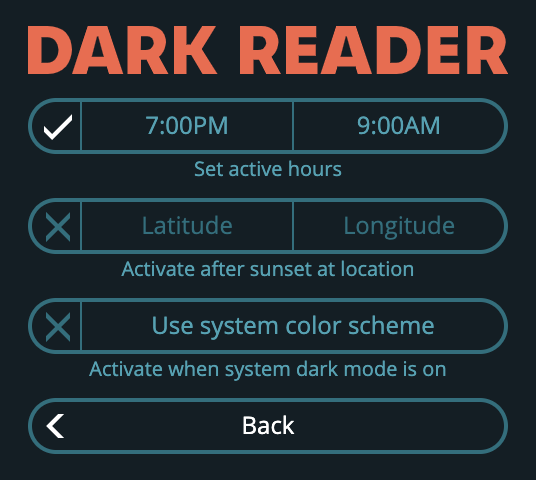 DARK READER
7:00PM 9:00AM
Set active hours
Latitude Longitude
Activate after sunset at location
Use system color scheme
Activate when system dark mode is on
Back